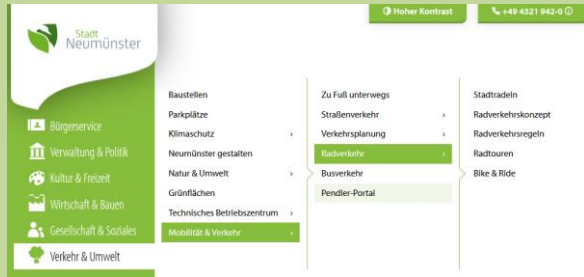 Hoher Kontrast
+49 4321 942-0
Stadt
Neumünster
Bürgerservice
Verwaltung & Politik
Kultur & Freizeit
Wirtschaft & Bauen
Gesellschaft & Soziales
Verkehr & Umwelt
Baustellen
Parkplätze
Klimaschutz
Neumünster gestalten
Natur & Umwelt
Grünflächen
Technisches Betriebszentrum
Mobilität & Verkehr
Zu Fuß unterwegs
Straßenverkehr
Verkehrsplanung
Radverkehr
Busverkehr
Pendler-Portal
Stadtradeln
Radverkehrskonzept
Radverkehrsregeln
Radtouren
Bike & Ride